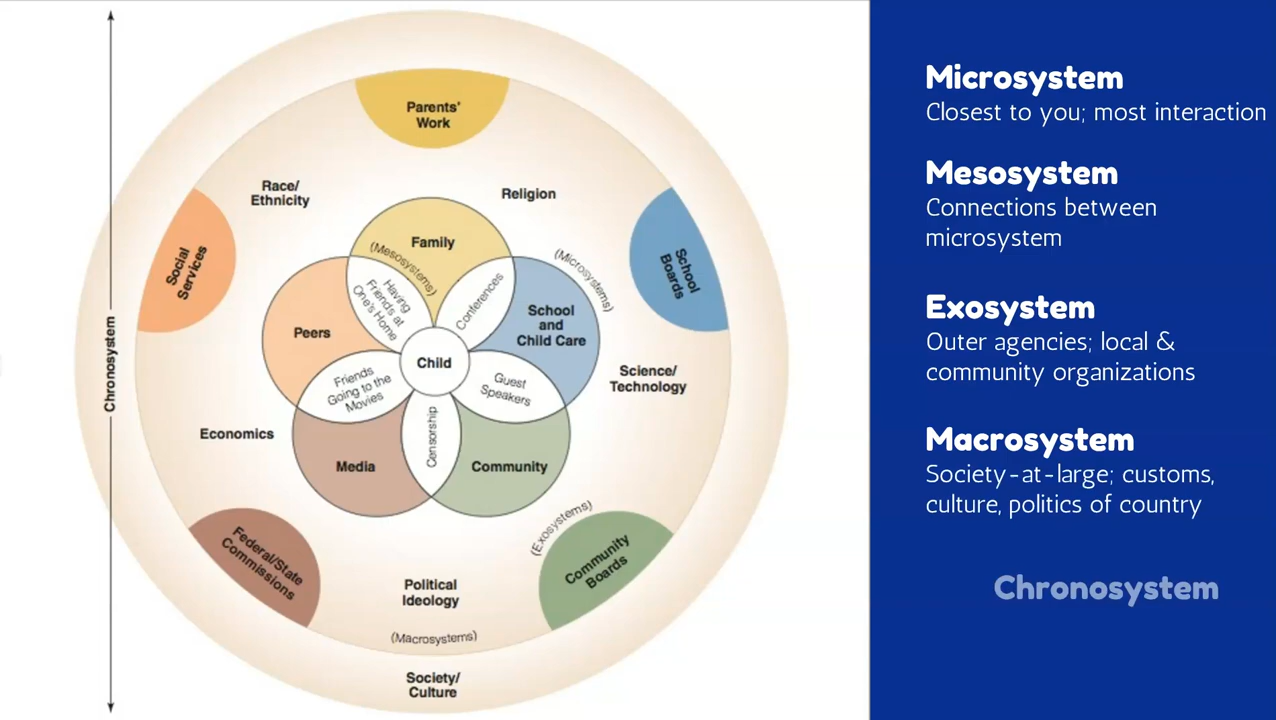 Chronosystem
Parents'
Work
Race/
Ethnicity
Religion
Social
Services
School
Boards
Family
(Mesosystems)
(Microsystems)
Having
Friends at
One's Home
Conferences
Peers
School
and
Child Care
Child
Friends
Going to the
Movies
Guest
Speakers
Science/
Technology
Economics
Censorship
Media
Community
(Exosystems)
Federal/State
Commissions
Community
Boards
Political
Ideology
(Macrosystems)
Society/
Culture
Microsystem
Closest to you; most interaction
Mesosystem
Connections between
microsystem
Exosystem
Outer agencies; local &
community organizations
Macrosystem
Society-at-large; customs,
culture, politics of country
Chronosystem